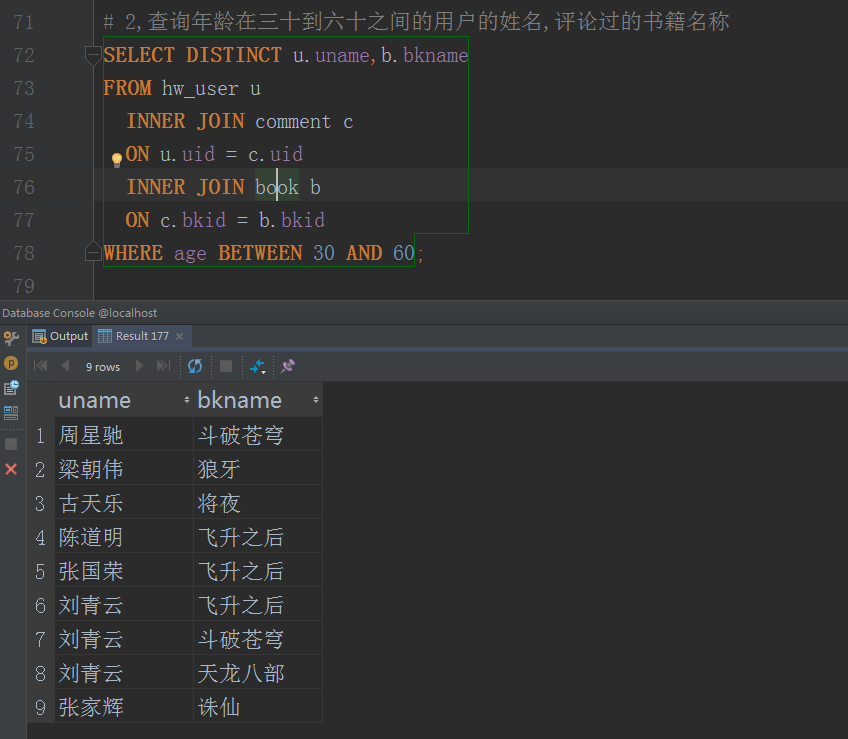 71 # 2,查询年龄在三十到六十之间的用户的姓名,评论过的书籍名称
72 SELECT DISTINCT u.uname,b.bkname
73 FROM hw_user u
74 INNER JOIN comment c
75 ON u.uid = c.uid
76 INNER JOIN book b
77 ON c.bkid = b.bkid
78 WHERE age BETWEEN 30 AND 60;
79
Database Console @localhost
Output Result 177
9 rows
uname bkname
1 周星驰 斗破苍穹
2 梁朝伟 狼牙
3 古天乐 将夜
4 陈道明 飞升之后
5 张国荣 飞升之后
6 刘青云 飞升之后
7 刘青云 斗破苍穹
8 刘青云 天龙八部
9 张家辉 诛仙